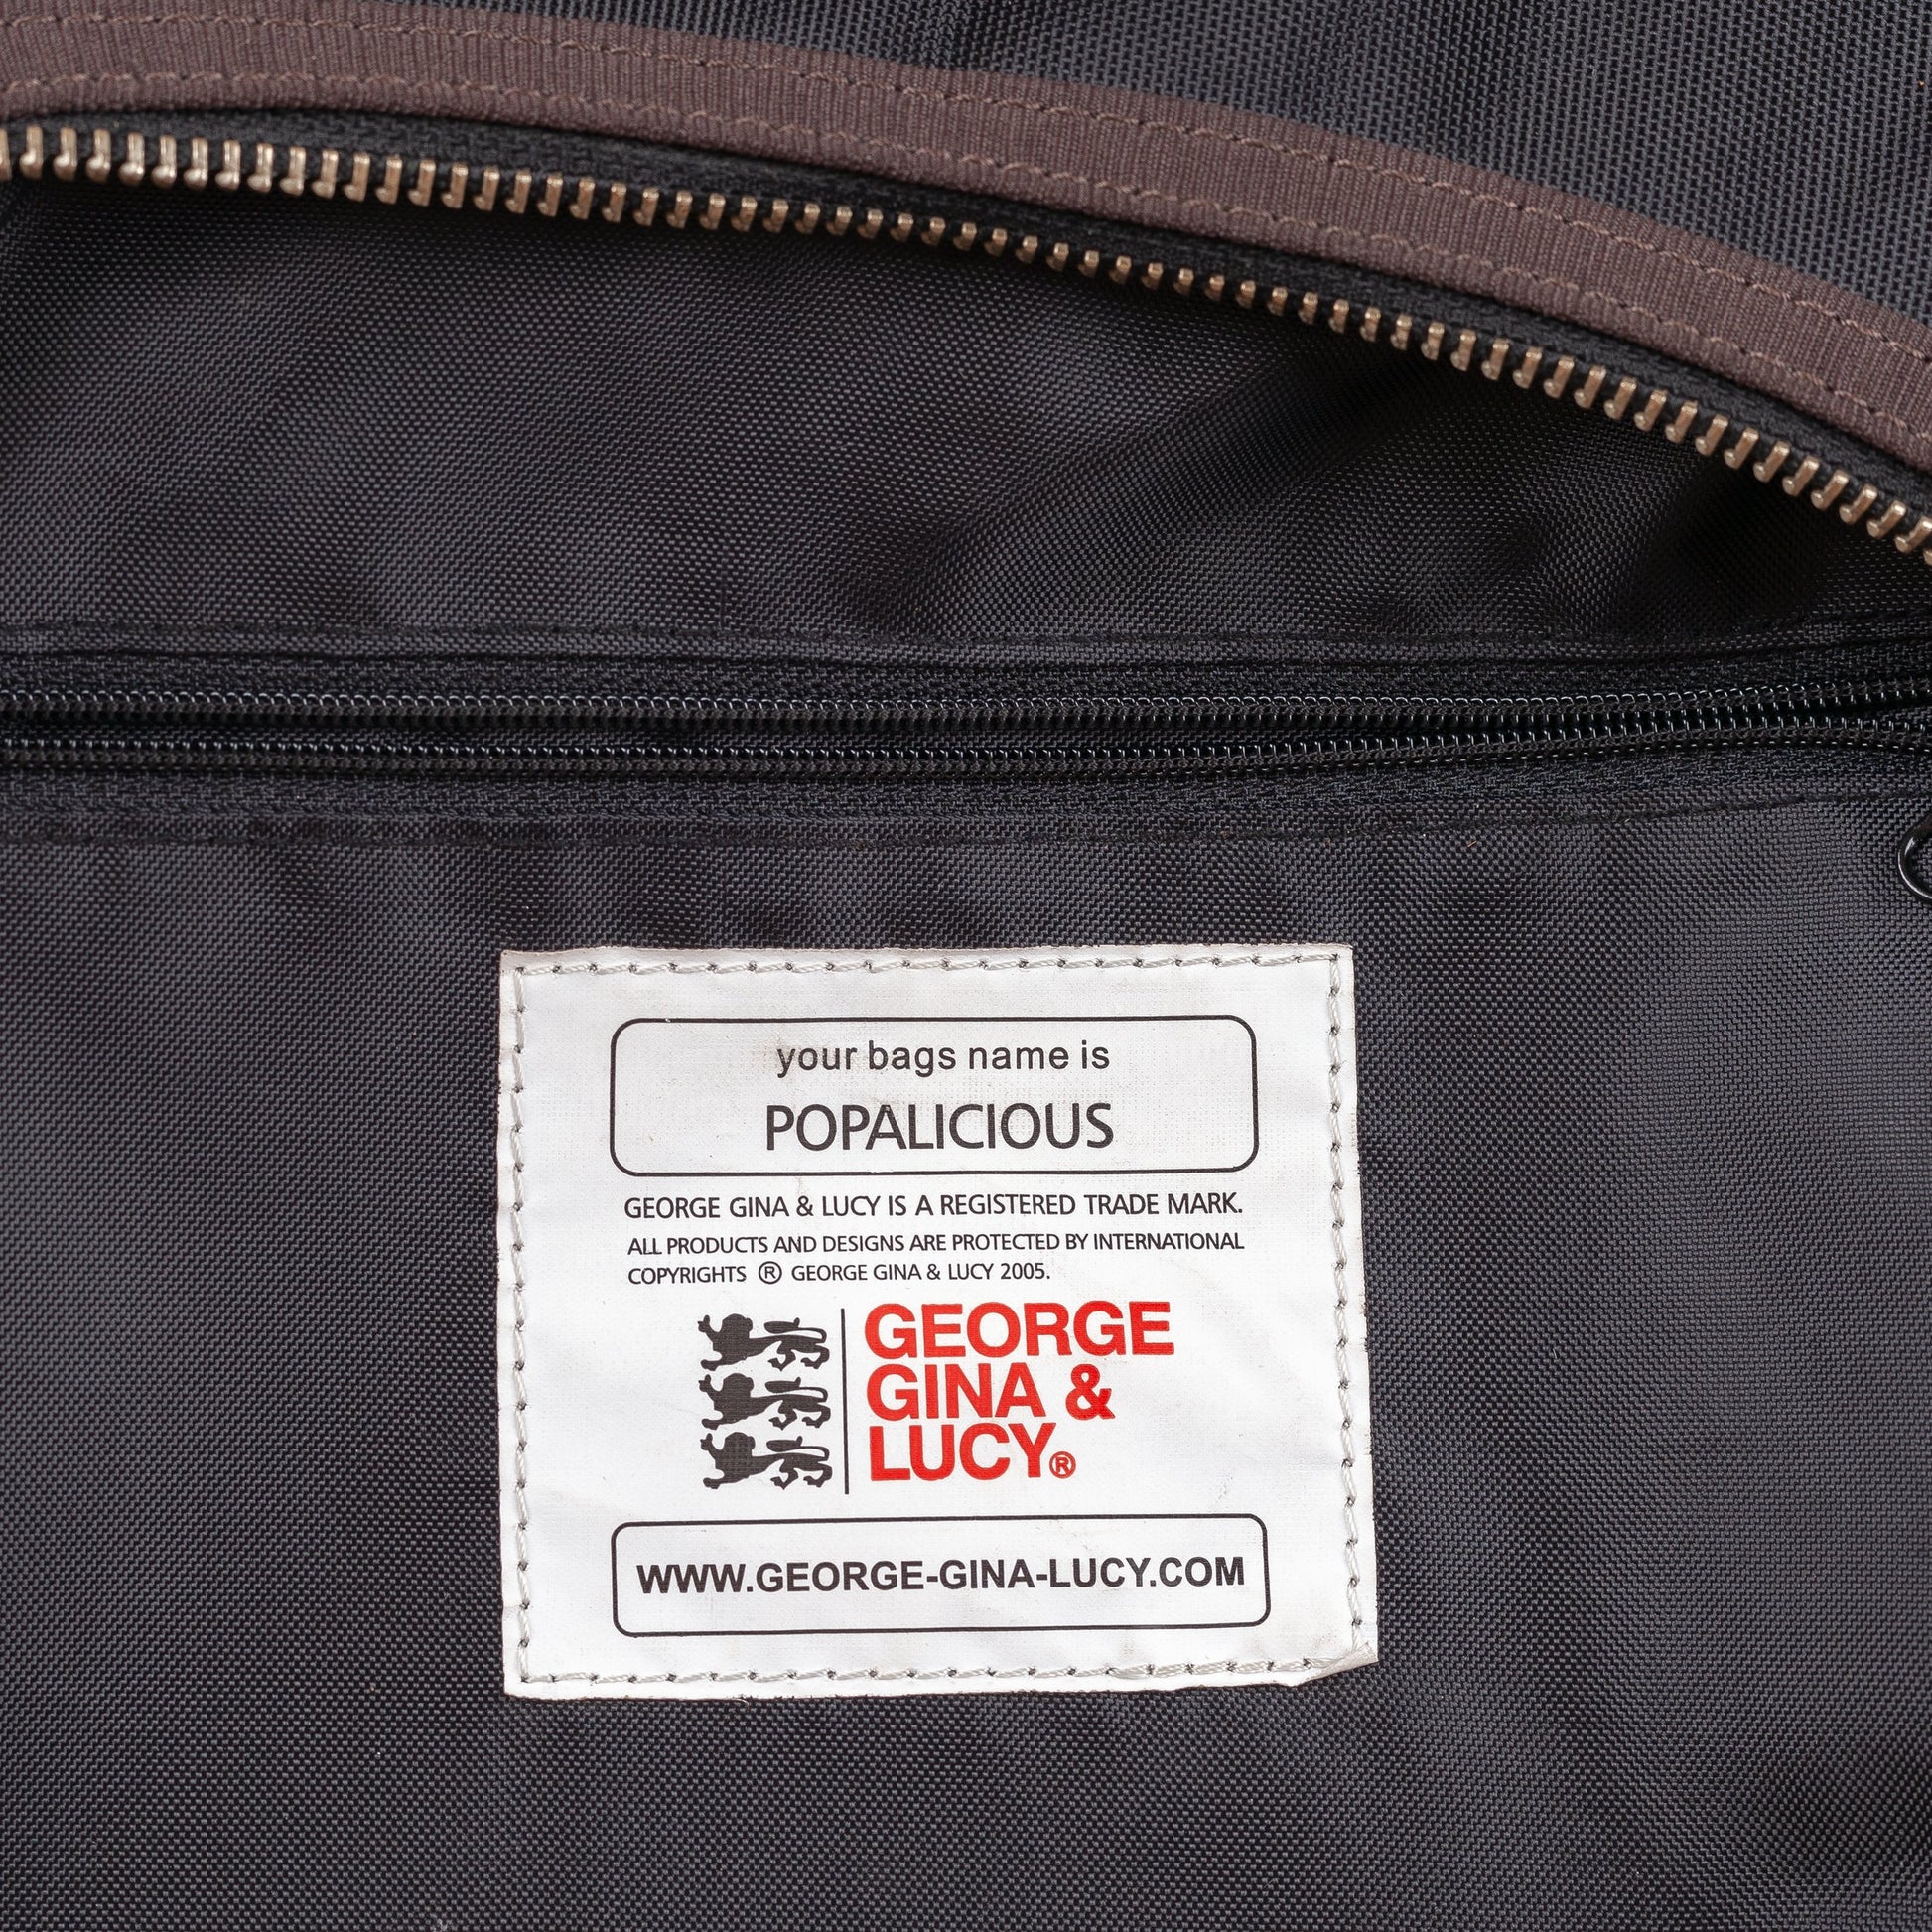 your bags name is
POPALICIOUS
GEORGE GINA & LUCY IS A REGISTERED TRADE MARK.
ALL PRODUCTS AND DESIGNS ARE PROTECTED BY INTERNATIONAL
COPYRIGHTS ® GEORGE GINA & LUCY 2005.
GEORGE
GINA &
LUCY®
WWW.GEORGE-GINA-LUCY.COM